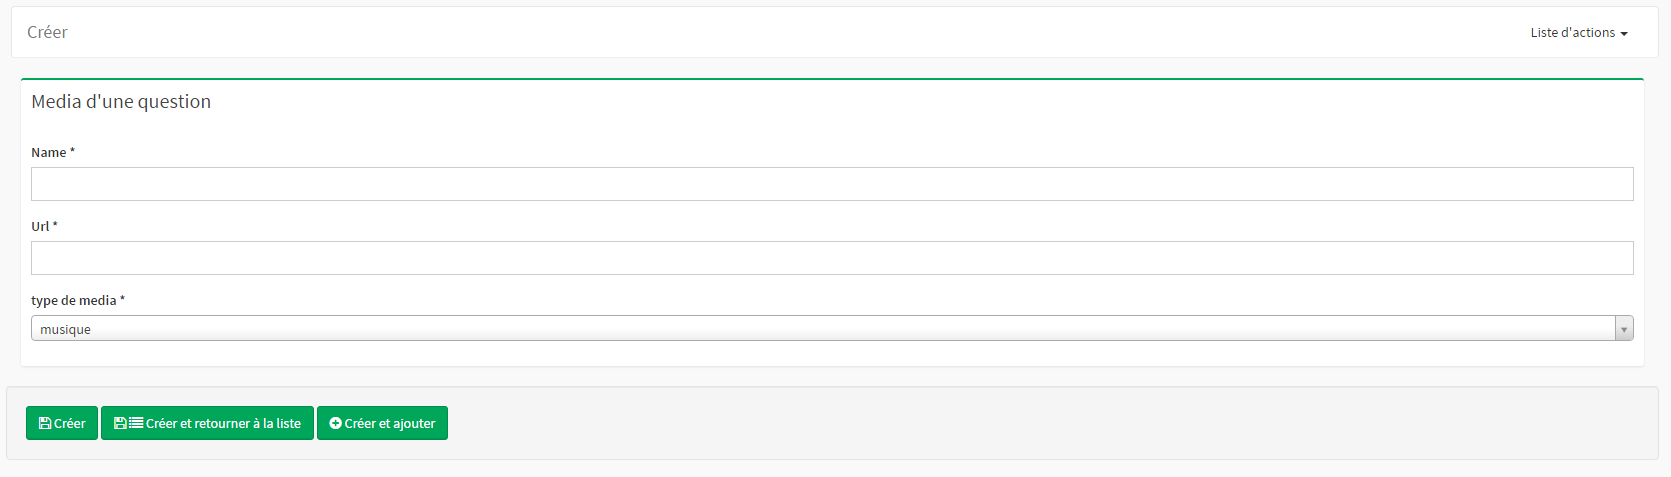 Créer
Liste d'actions
Media d'une question
Name *
Url *
type de media *
musique
Créer
Créer et retourner à la liste
Créer et ajouter